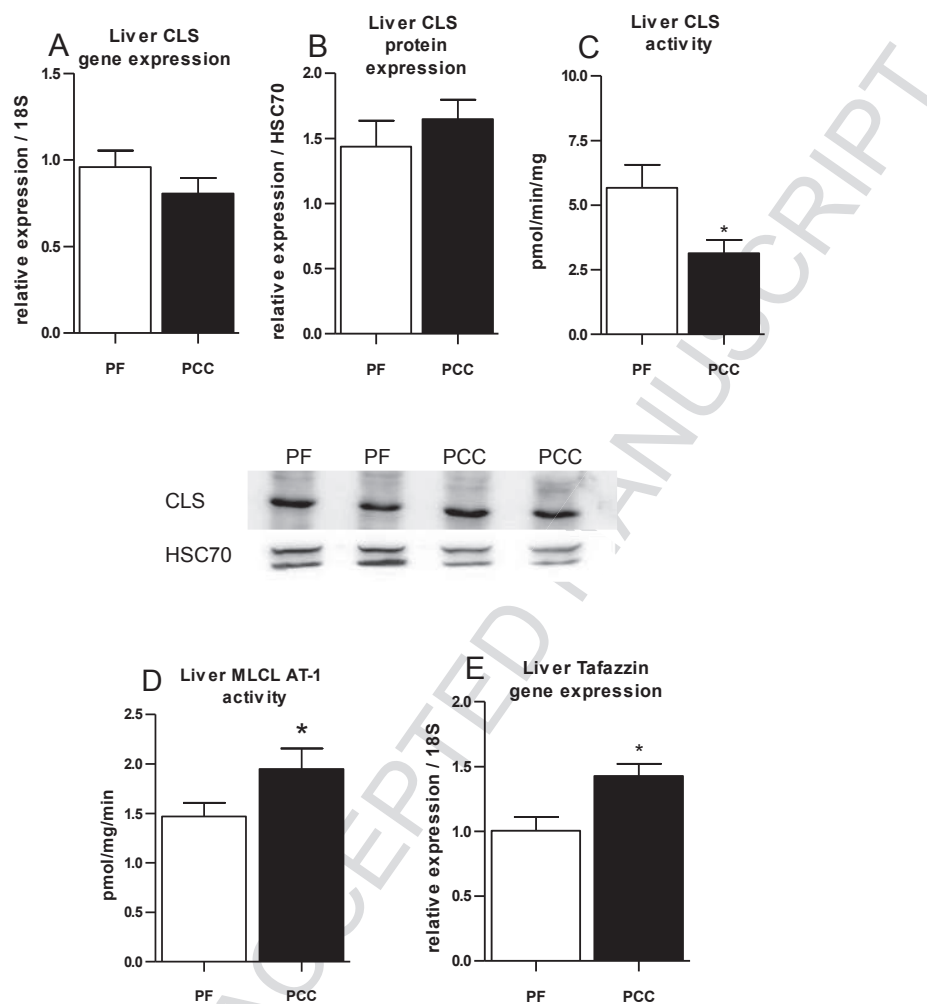 A
Liver CLS
gene expression
relative expression / 18S
1.5
1.0
0.5
0.0
PF PCC
B
Liver CLS
protein
expression
relative expression / HSC70
2.0
1.5
1.0
0.5
0.0
PF PCC
C
Liver CLS
activity
pmol/min/mg
10.0
7.5
5.0
2.5
0.0
*
PF PCC
PF PF PCC PCC
CLS
HSC70
D
Liver MLCL AT-1
activity
pmol/mg/min
2.5
2.0
1.5
1.0
0.5
0.0
*
PF PCC
E
Liver Tafazzin
gene expression
relative expression / 18S
2.0
1.5
1.0
0.5
0.0
*
PF PCC
ACCEPTED MANUSCRIPT